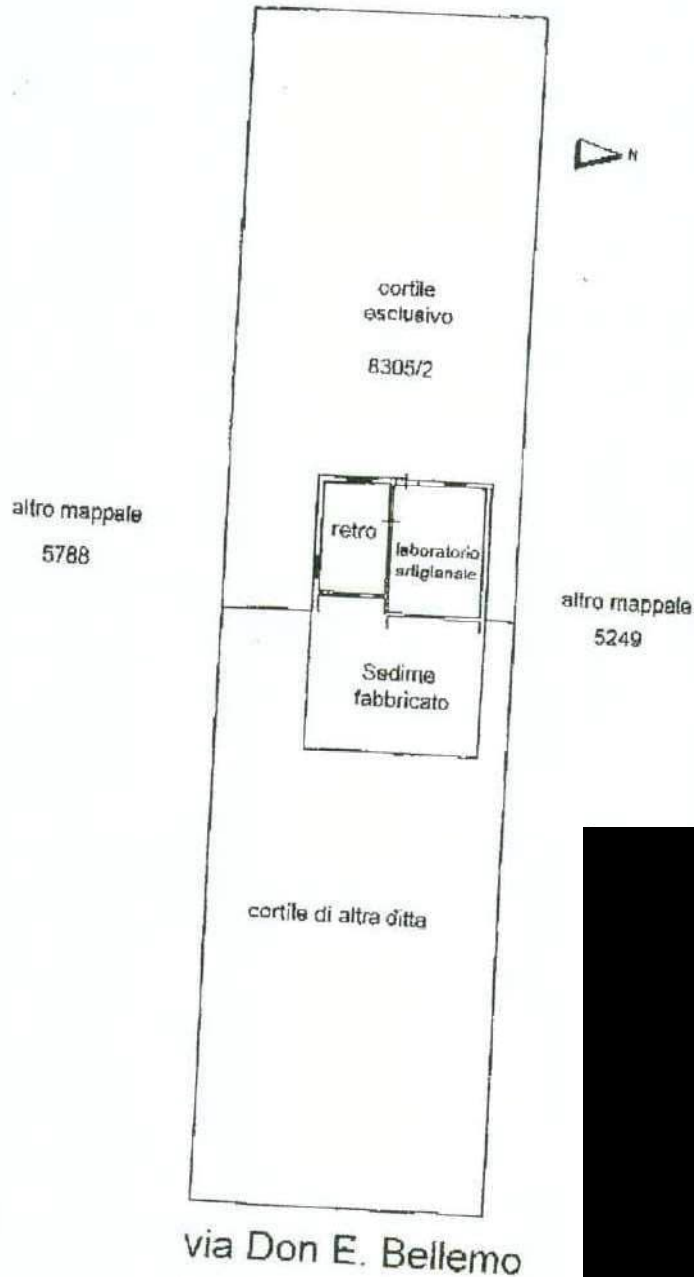 N
cortile
esclusivo
8305/2
altro mappale
5788
retro
laboratorio
artigianale
altro mappale
5249
Sedime
fabbricato
cortile di altra ditta
via Don E. Bellemo